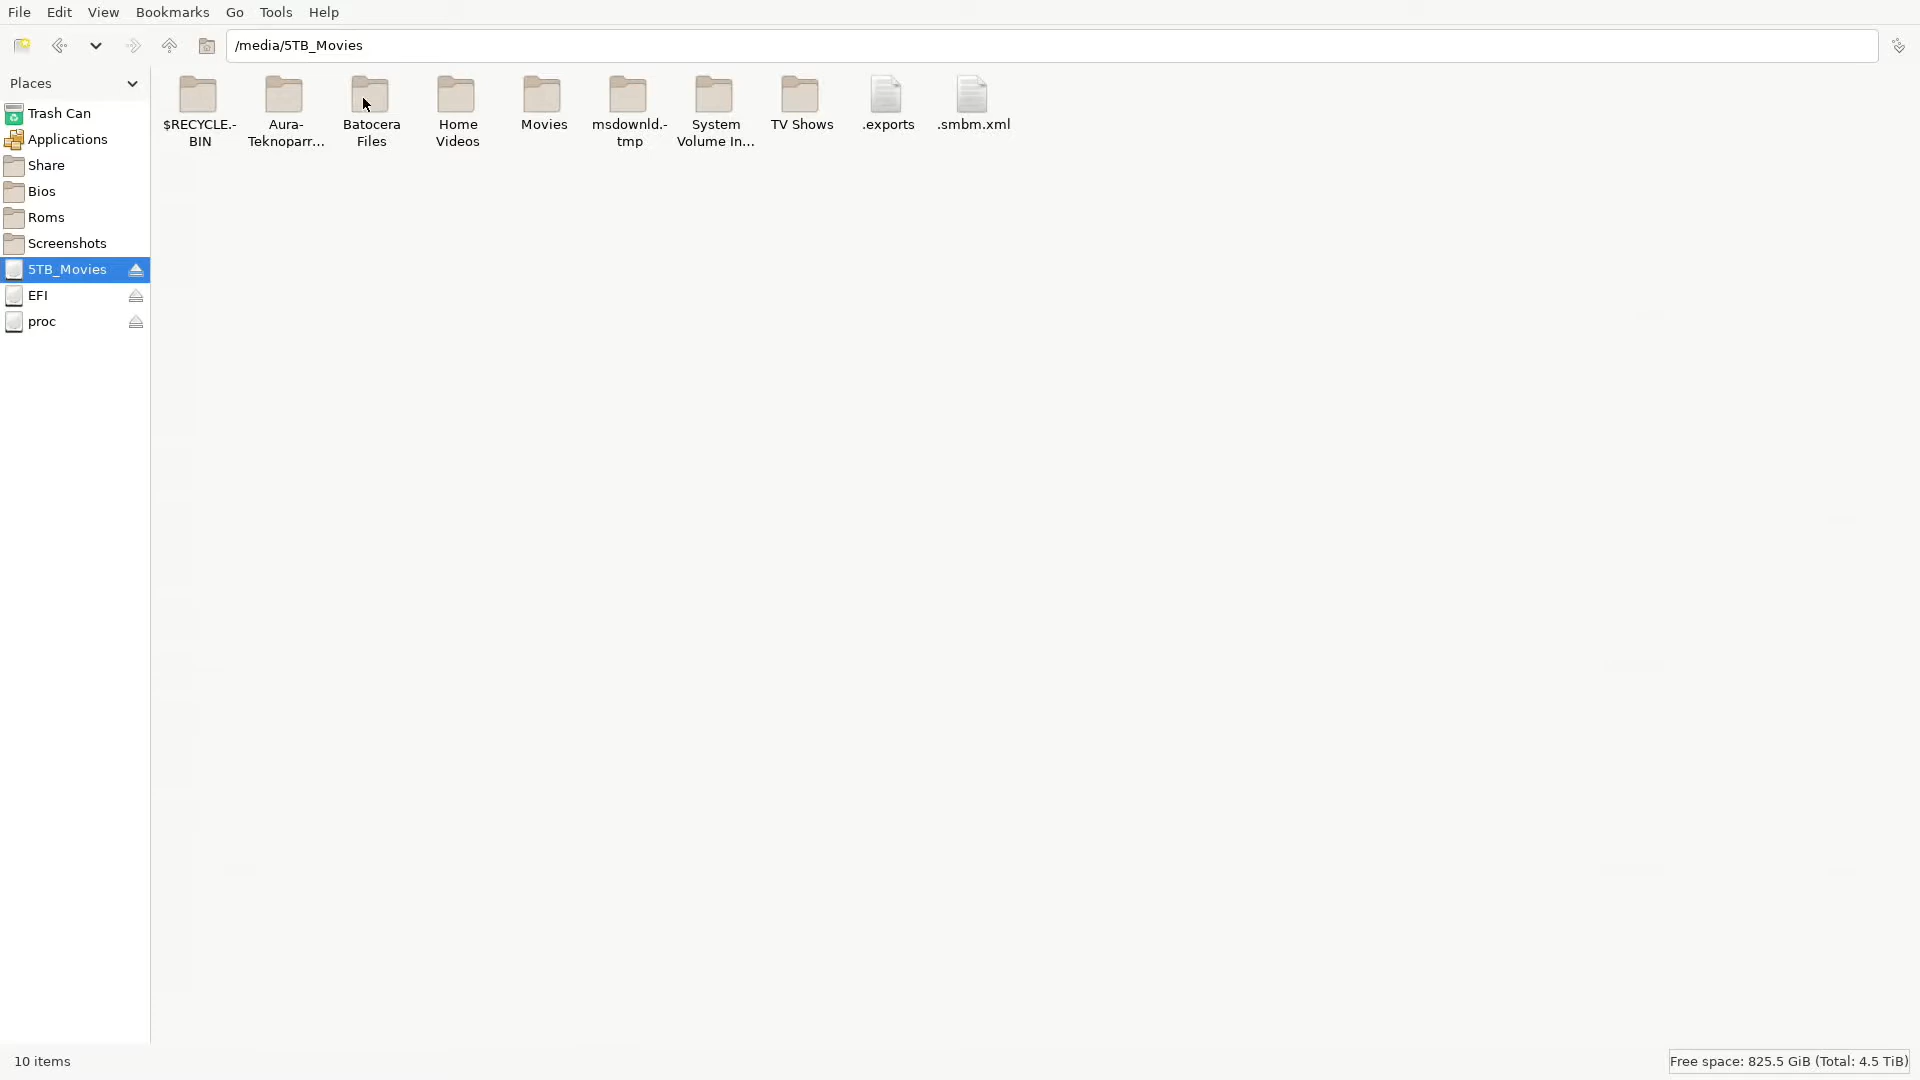 File Edit View Bookmarks Go Tools Help
/media/5TB_Movies
Places
Trash Can
Applications
Share
Bios
Roms
Screenshots
5TB_Movies
EFI
proc
$RECYCLE.-
BIN
Aura-
Teknoparr...
Batocera
Files
Home
Videos
Movies
msdownld.-
tmp
System
Volume In...
TV Shows
.exports
.smbm.xml
10 items
Free space: 825.5 GiB (Total: 4.5 TiB)